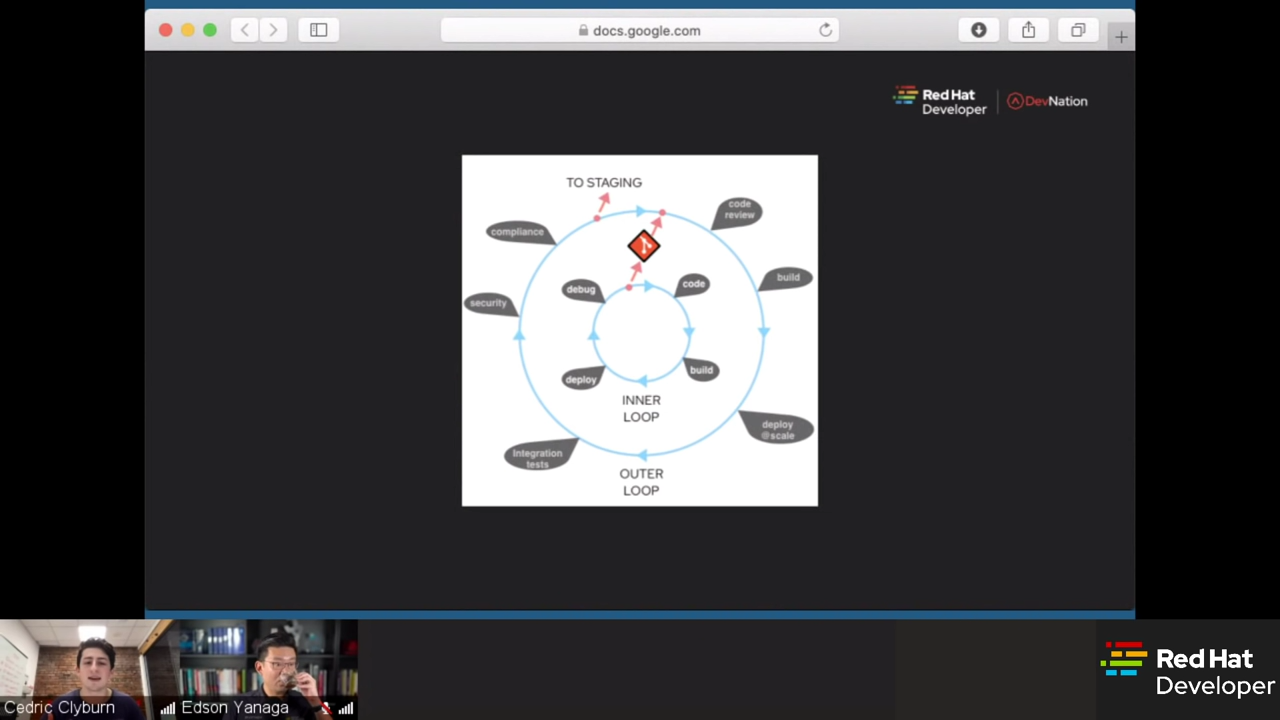 docs.google.com
Red Hat
Developer
DevNation
TO STAGING
code
review
compliance
build
debug
code
security
deploy
build
INNER
LOOP
deploy
@scale
Integration
tests
OUTER
LOOP
Cedric Clyburn
Edson Yanaga
Red Hat
Developer